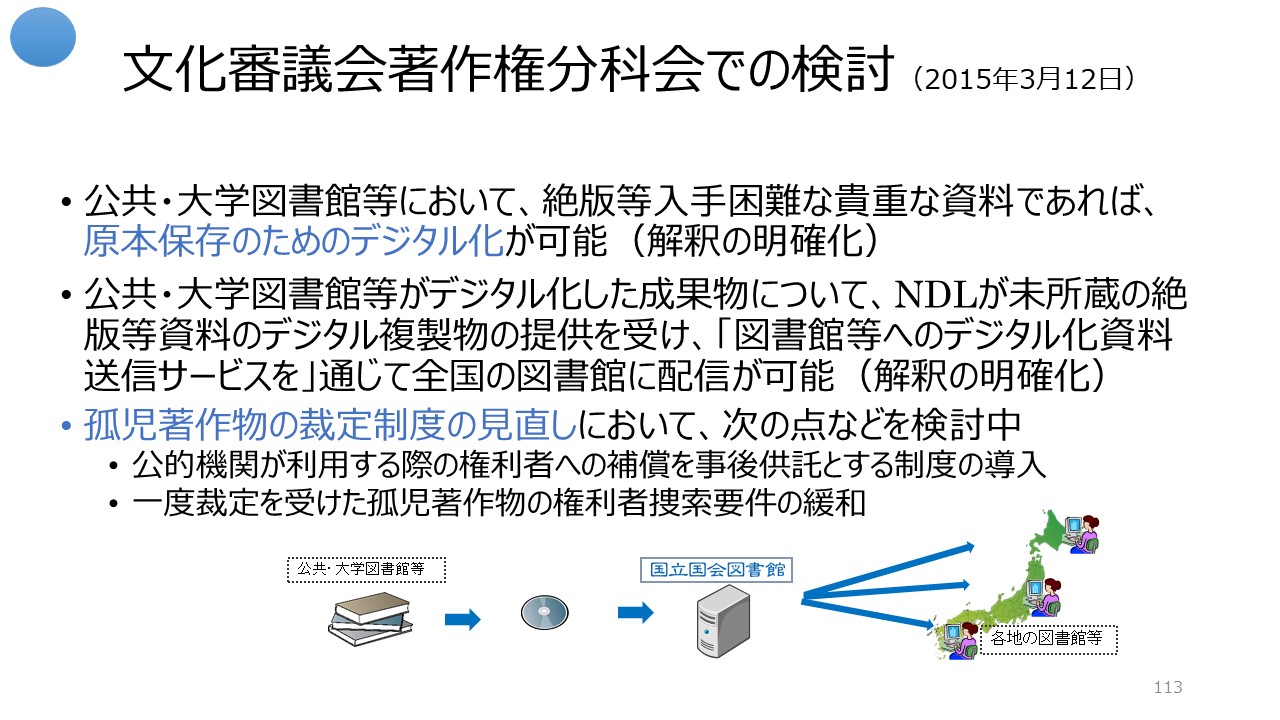 文化審議会著作権分科会での検討（2015年3月12日）
• 公共・大学図書館等において、絶版等入手困難な貴重な資料であれば、
原本保存のためのデジタル化が可能（解釈の明確化）
• 公共・大学図書館等がデジタル化した成果物について、NDLが未所蔵の絶
版等資料のデジタル複製物の提供を受け、「図書館等へのデジタル化資料
送信サービスを」通じて全国の図書館に配信が可能（解釈の明確化）
• 孤児著作物の裁定制度の見直しにおいて、次の点などを検討中
• 公的機関が利用する際の権利者への補償を事後供託とする制度の導入
• 一度裁定を受けた孤児著作物の権利者捜索要件の緩和
公共・大学図書館等
国立国会図書館
各地の図書館等
113